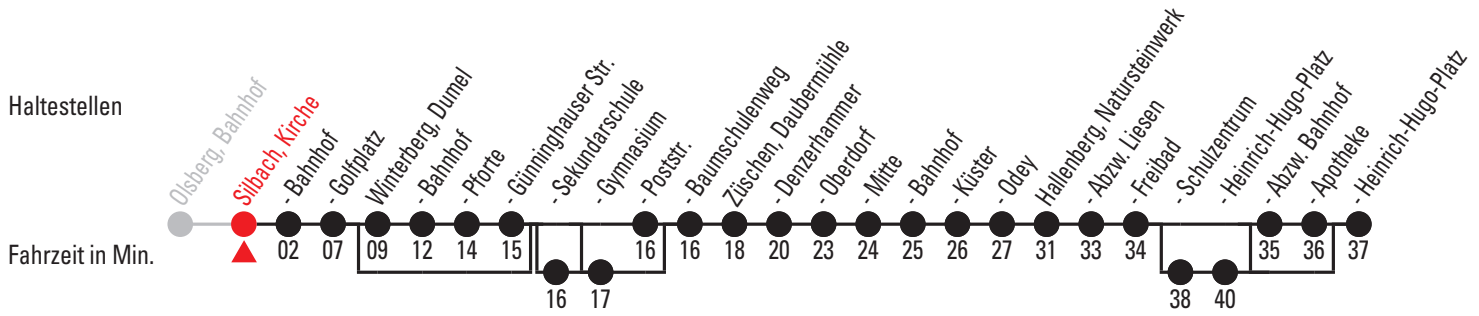 Haltestellen
Olsberg, Bahnhof
Silbach, Kirche
- Bahnhof
- Golfplatz
Winterberg, Dumel
- Bahnhof
- Pforte
- Günninghauser Str.
- Sekundarschule
- Gymnasium
- Poststr.
- Baumschulenweg
Züschen, Daubermühle
- Denzerhammer
- Oberdorf
- Mitte
- Bahnhof
- Küster
- Odey
Hallenberg, Natursteinwerk
- Abzw. Liesen
- Freibad
- Schulzentrum
- Heinrich-Hugo-Platz
- Abzw. Bahnhof
- Apotheke
- Heinrich-Hugo-Platz
Fahrzeit in Min.
02 07 09 12 14 15 16 16 18 20 23 24 25 26 27 31 33 34 35 36 37
16 17 38 40